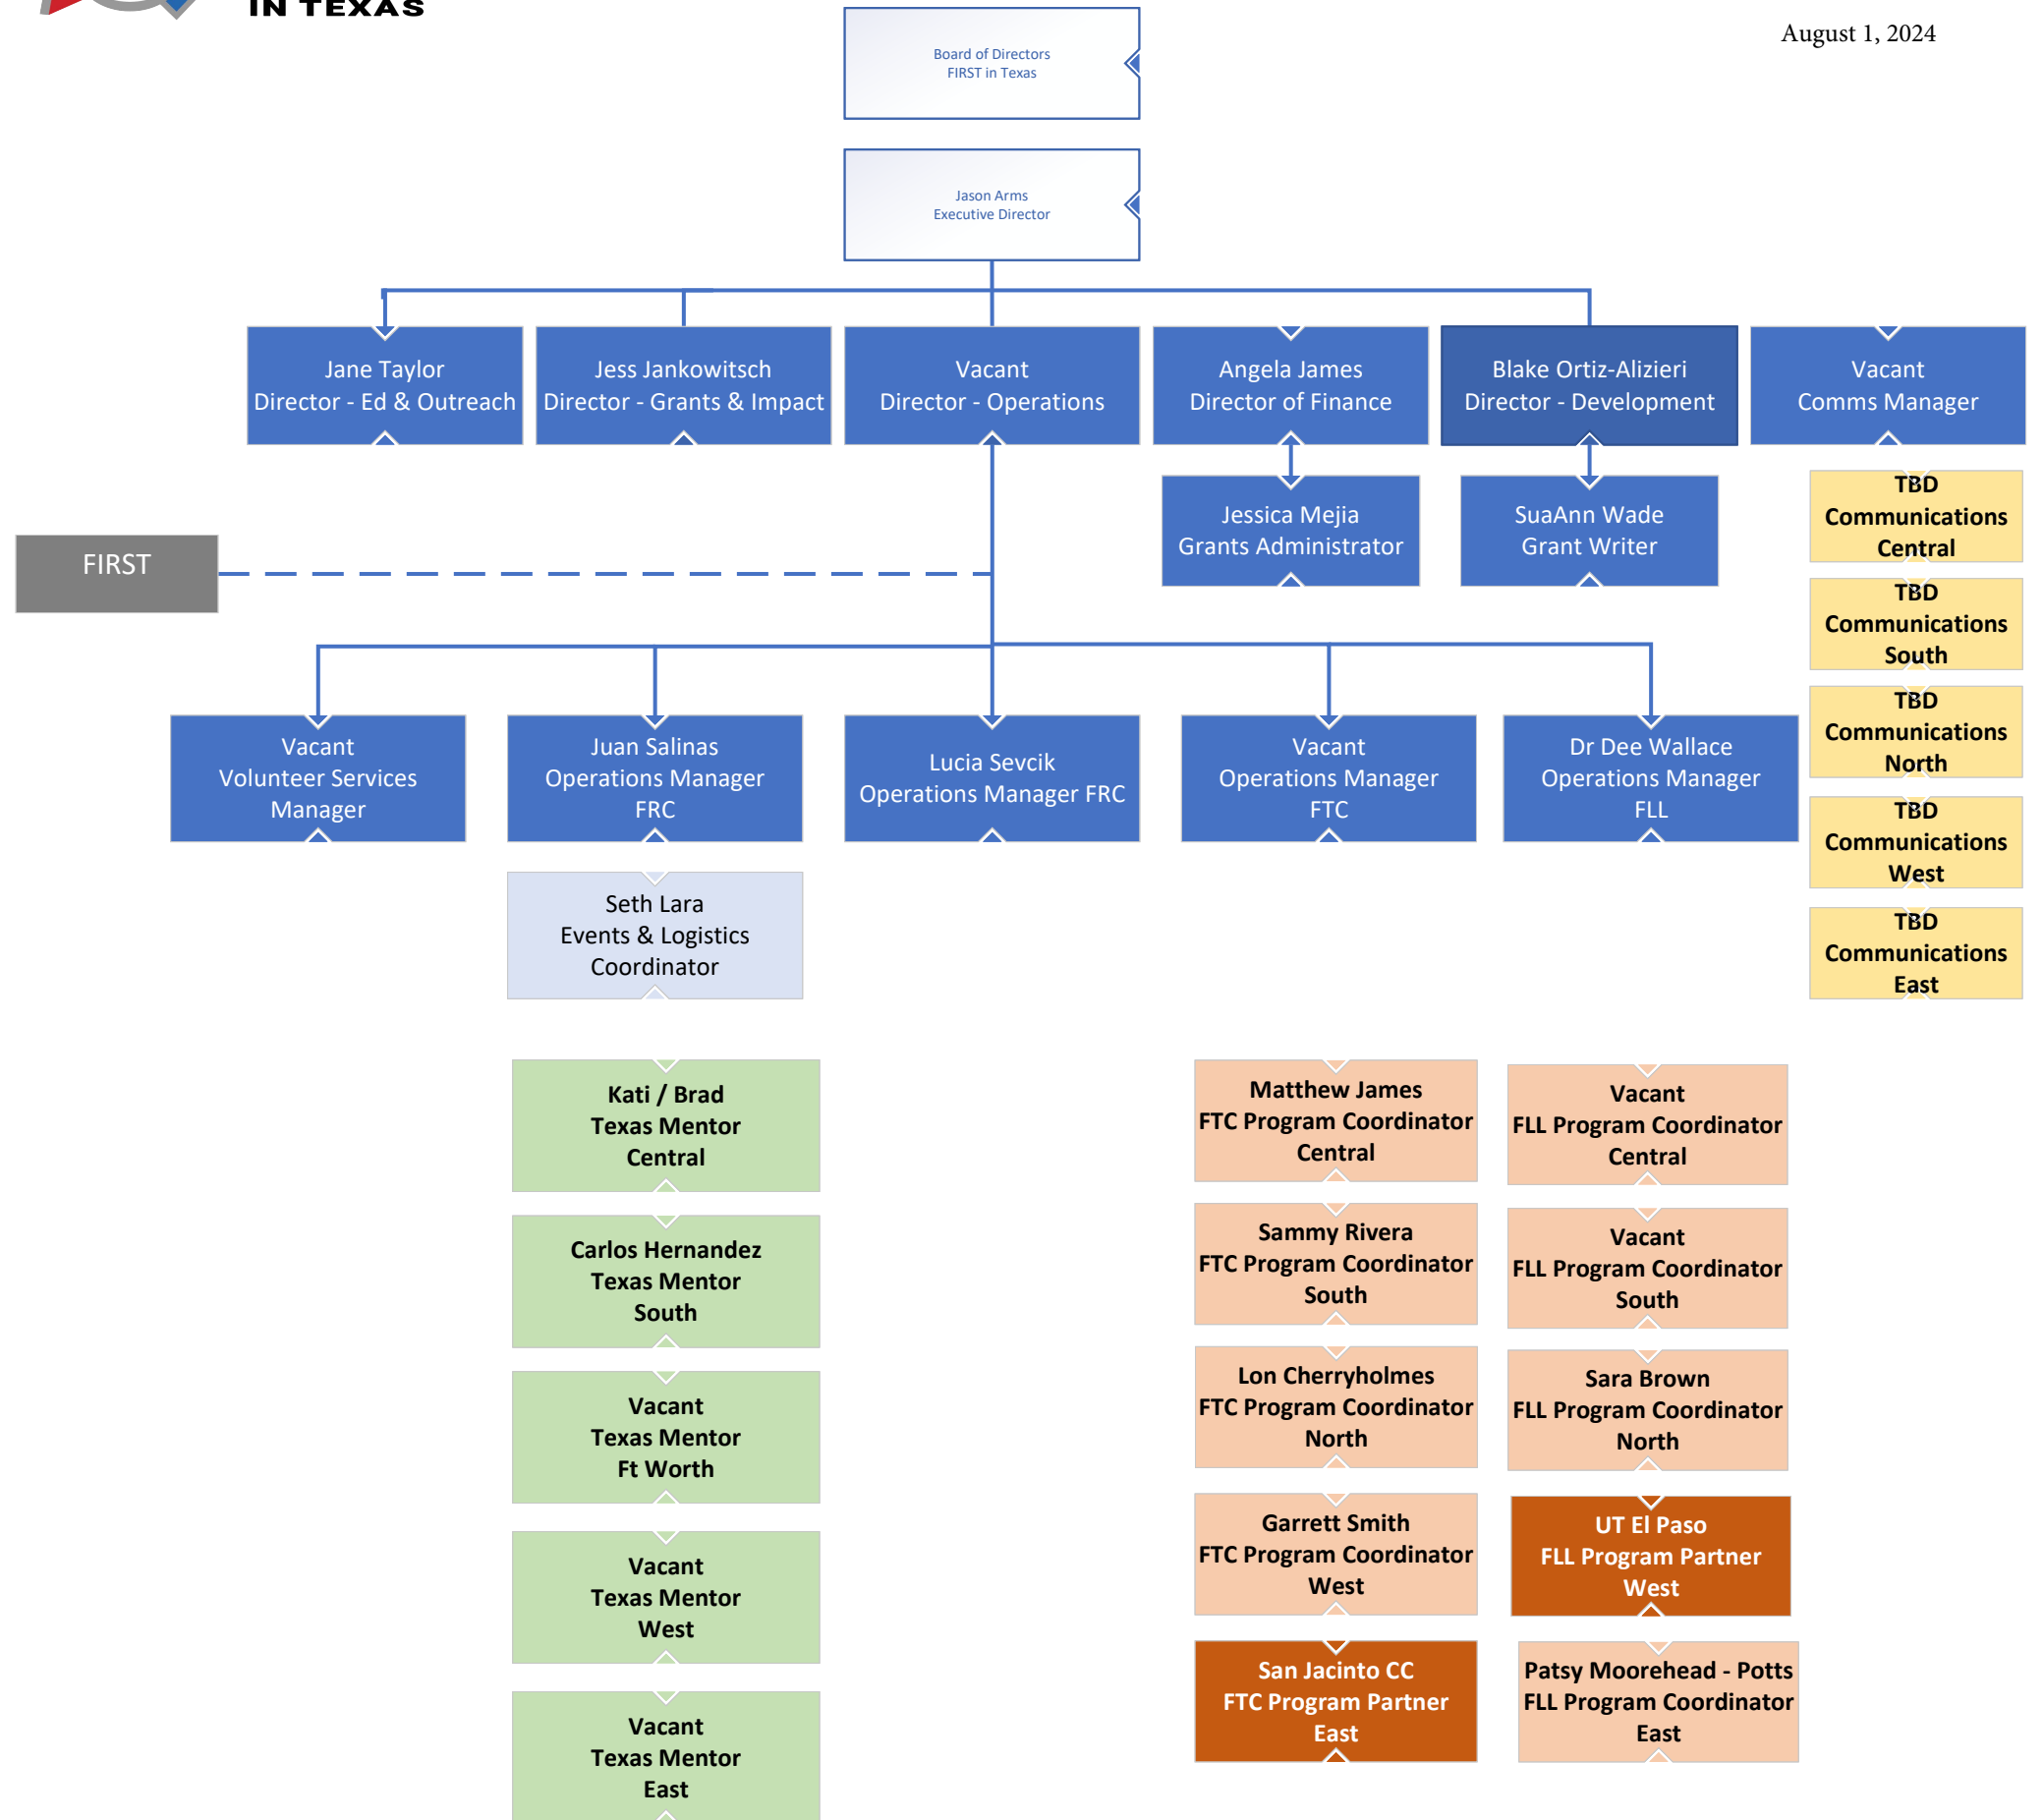 IN TEXAS
August 1, 2024
Board of Directors
FIRST in Texas
Jason Arms
Executive Director
Jane Taylor
Director - Ed & Outreach
Jess Jankowitsch
Director - Grants & Impact
Vacant
Director - Operations
Angela James
Director of Finance
Blake Ortiz-Alizieri
Director - Development
Vacant
Comms Manager
Jessica Mejia
Grants Administrator
SuaAnn Wade
Grant Writer
FIRST
TBD
Communications
Central
TBD
Communications
South
TBD
Communications
North
TBD
Communications
West
TBD
Communications
East
Vacant
Volunteer Services
Manager
Juan Salinas
Operations Manager
FRC
Lucia Sevcik
Operations Manager FRC
Vacant
Operations Manager
FTC
Dr Dee Wallace
Operations Manager
FLL
Seth Lara
Events & Logistics
Coordinator
Kati / Brad
Texas Mentor
Central
Carlos Hernandez
Texas Mentor
South
Vacant
Texas Mentor
Ft Worth
Vacant
Texas Mentor
West
Vacant
Texas Mentor
East
Matthew James
FTC Program Coordinator
Central
Sammy Rivera
FTC Program Coordinator
South
Lon Cherryholmes
FTC Program Coordinator
North
Garrett Smith
FTC Program Coordinator
West
San Jacinto CC
FTC Program Partner
East
Vacant
FLL Program Coordinator
Central
Vacant
FLL Program Coordinator
South
Sara Brown
FLL Program Coordinator
North
UT El Paso
FLL Program Partner
West
Patsy Moorehead - Potts
FLL Program Coordinator
East